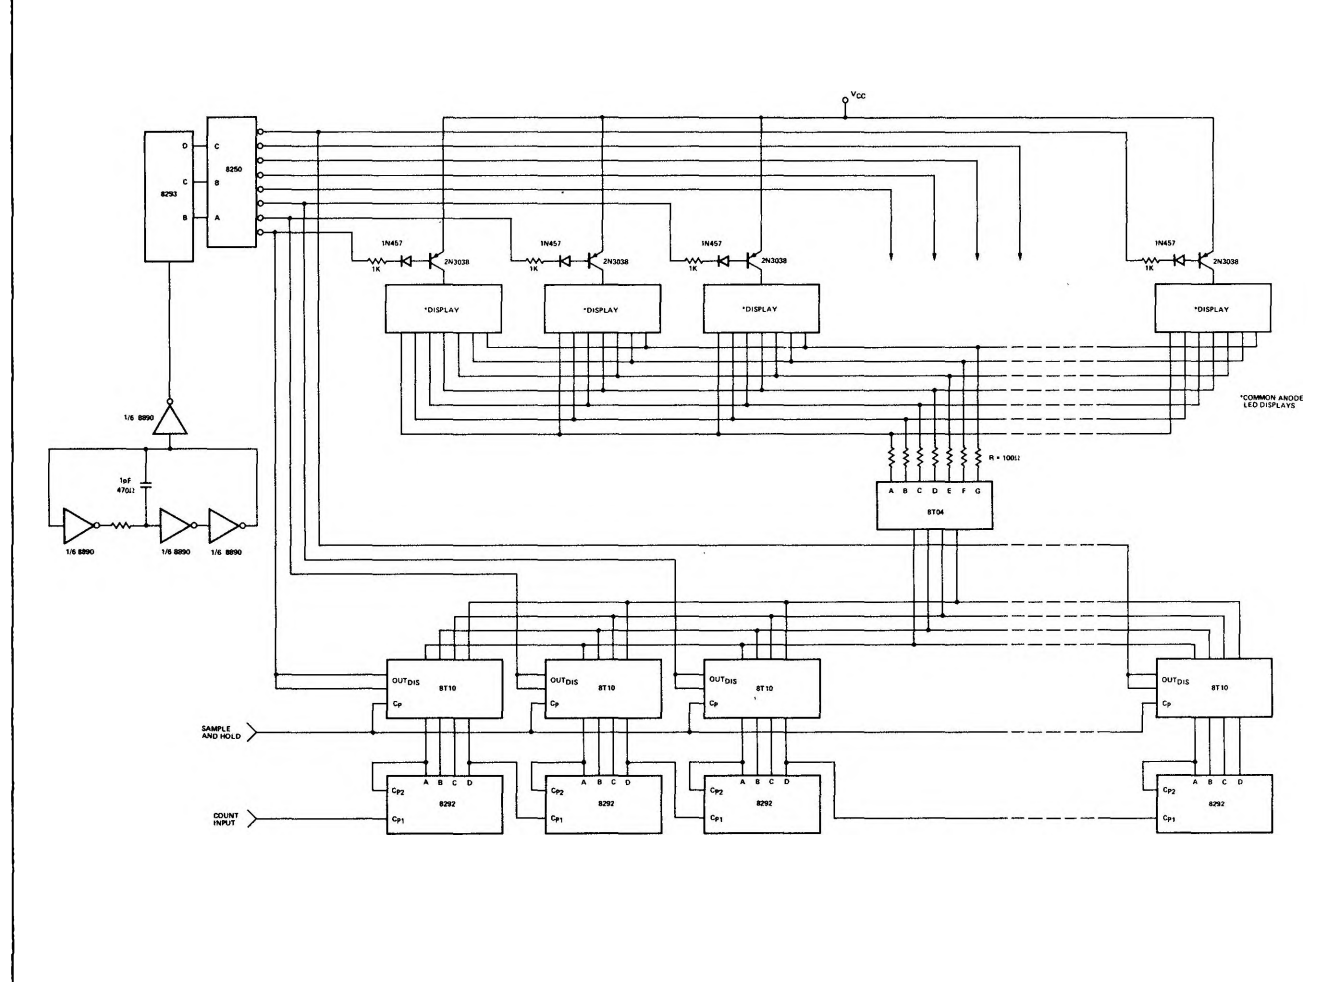 VCC
D
C
8293
C
B
8250
B
A
1N457
1K
2N3038
1N457
1K
2N3038
1N457
1K
2N3038
1N457
1K
2N3038
*DISPLAY
*DISPLAY
*DISPLAY
*DISPLAY
*COMMON ANODE
LED DISPLAYS
1/6 8890
R = 100Ω
1µF
470Ω
A B C D E F G
8T04
1/6 8890
1/6 8890
1/6 8890
OUTDIS
8T10
CP
OUTDIS
8T10
CP
OUTDIS
8T10
CP
OUTDIS
8T10
CP
SAMPLE
AND HOLD
A B C D
CP2
8292
CP1
A B C D
CP2
8292
CP1
A B C D
CP2
8292
CP1
A B C D
CP2
8292
CP1
COUNT
INPUT